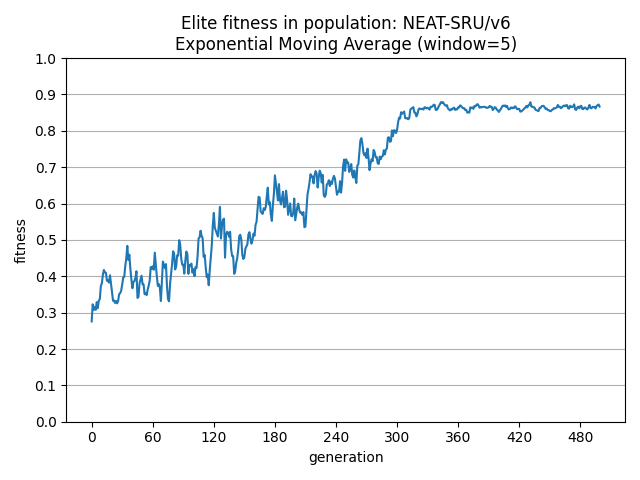 Elite fitness in population: NEAT-SRU/v6
Exponential Moving Average (window=5)
1.0
0.9
0.8
0.7
0.6
0.5
0.4
0.3
0.2
0.1
0.0
fitness
0 60 120 180 240 300 360 420 480
generation